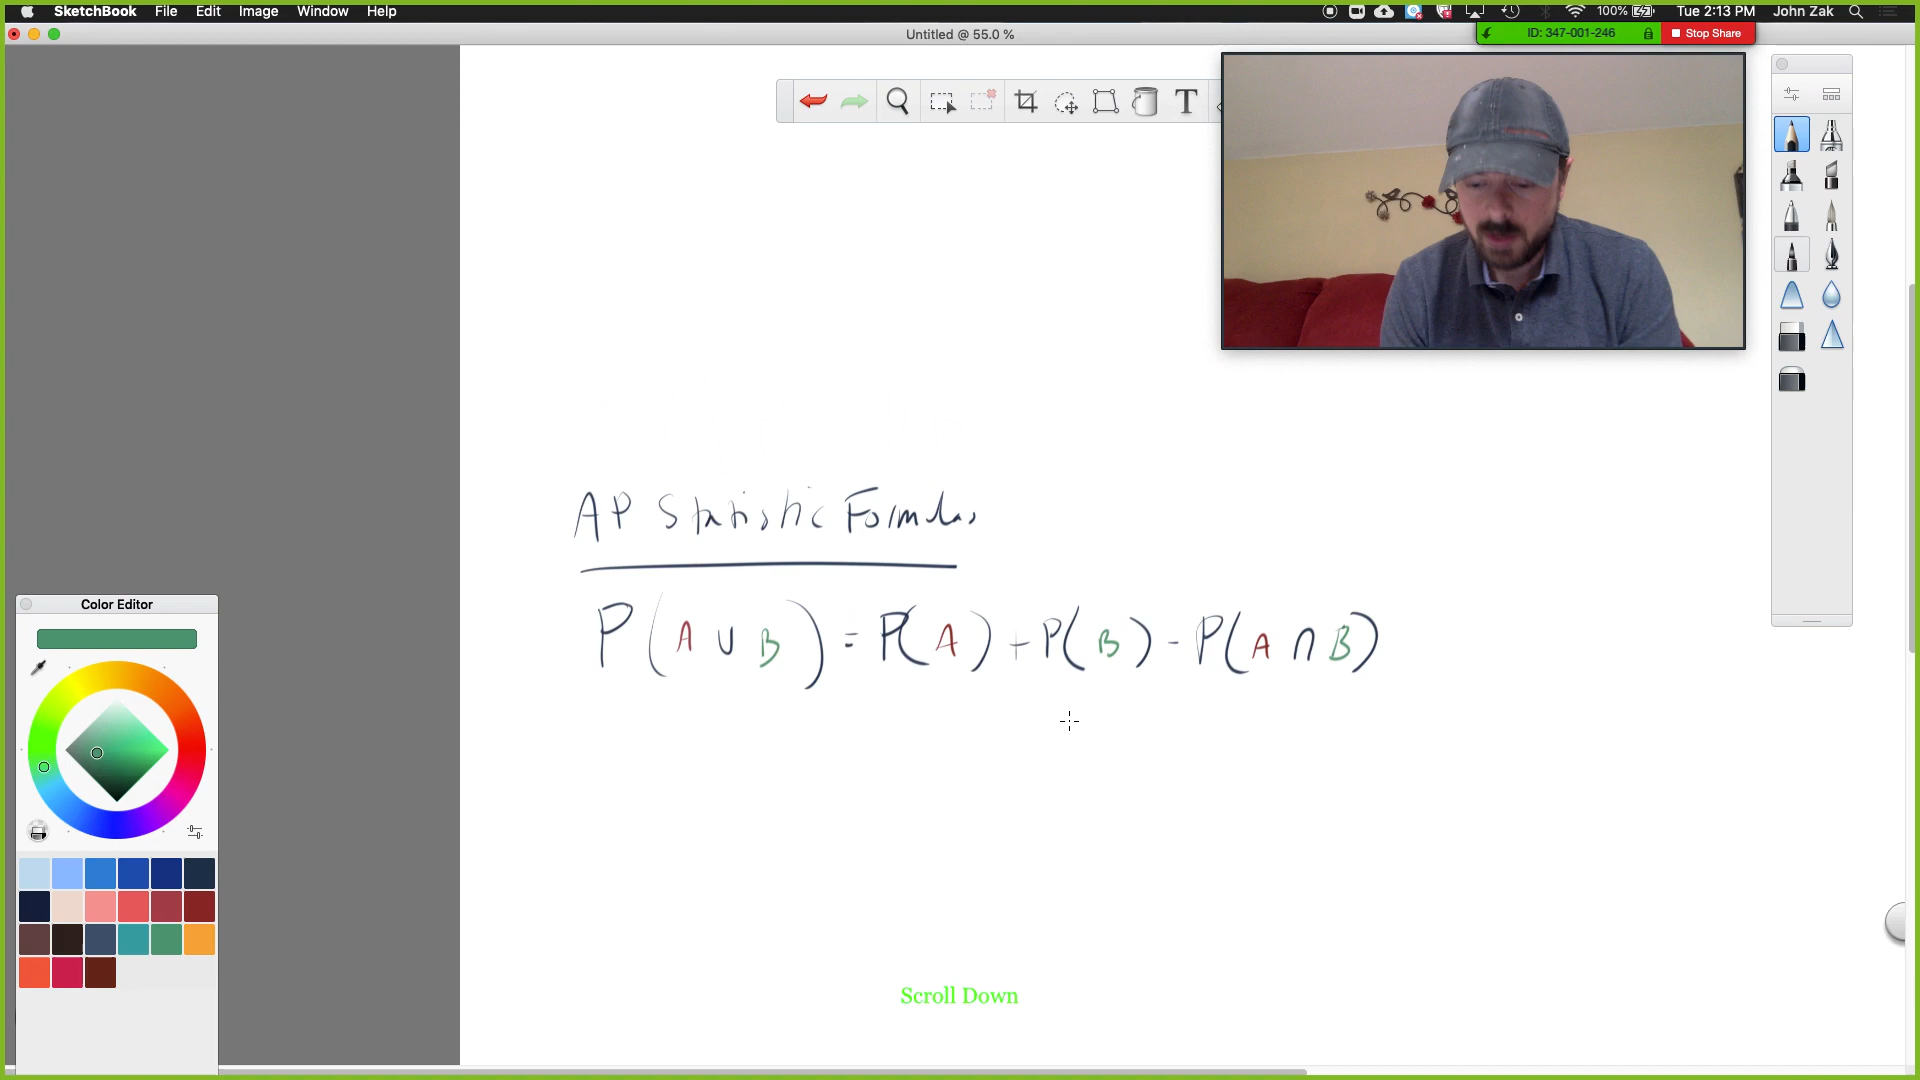 SketchBook File Edit Image Window Help 100% Tue 2:13 PM John Zak
Untitled @ 55.0 %
ID: 347-001-246 Stop Share
T
AP Statistic Formulas
P(A ∪ B) = P(A) + P(B) - P(A ∩ B)
Color Editor
Scroll Down